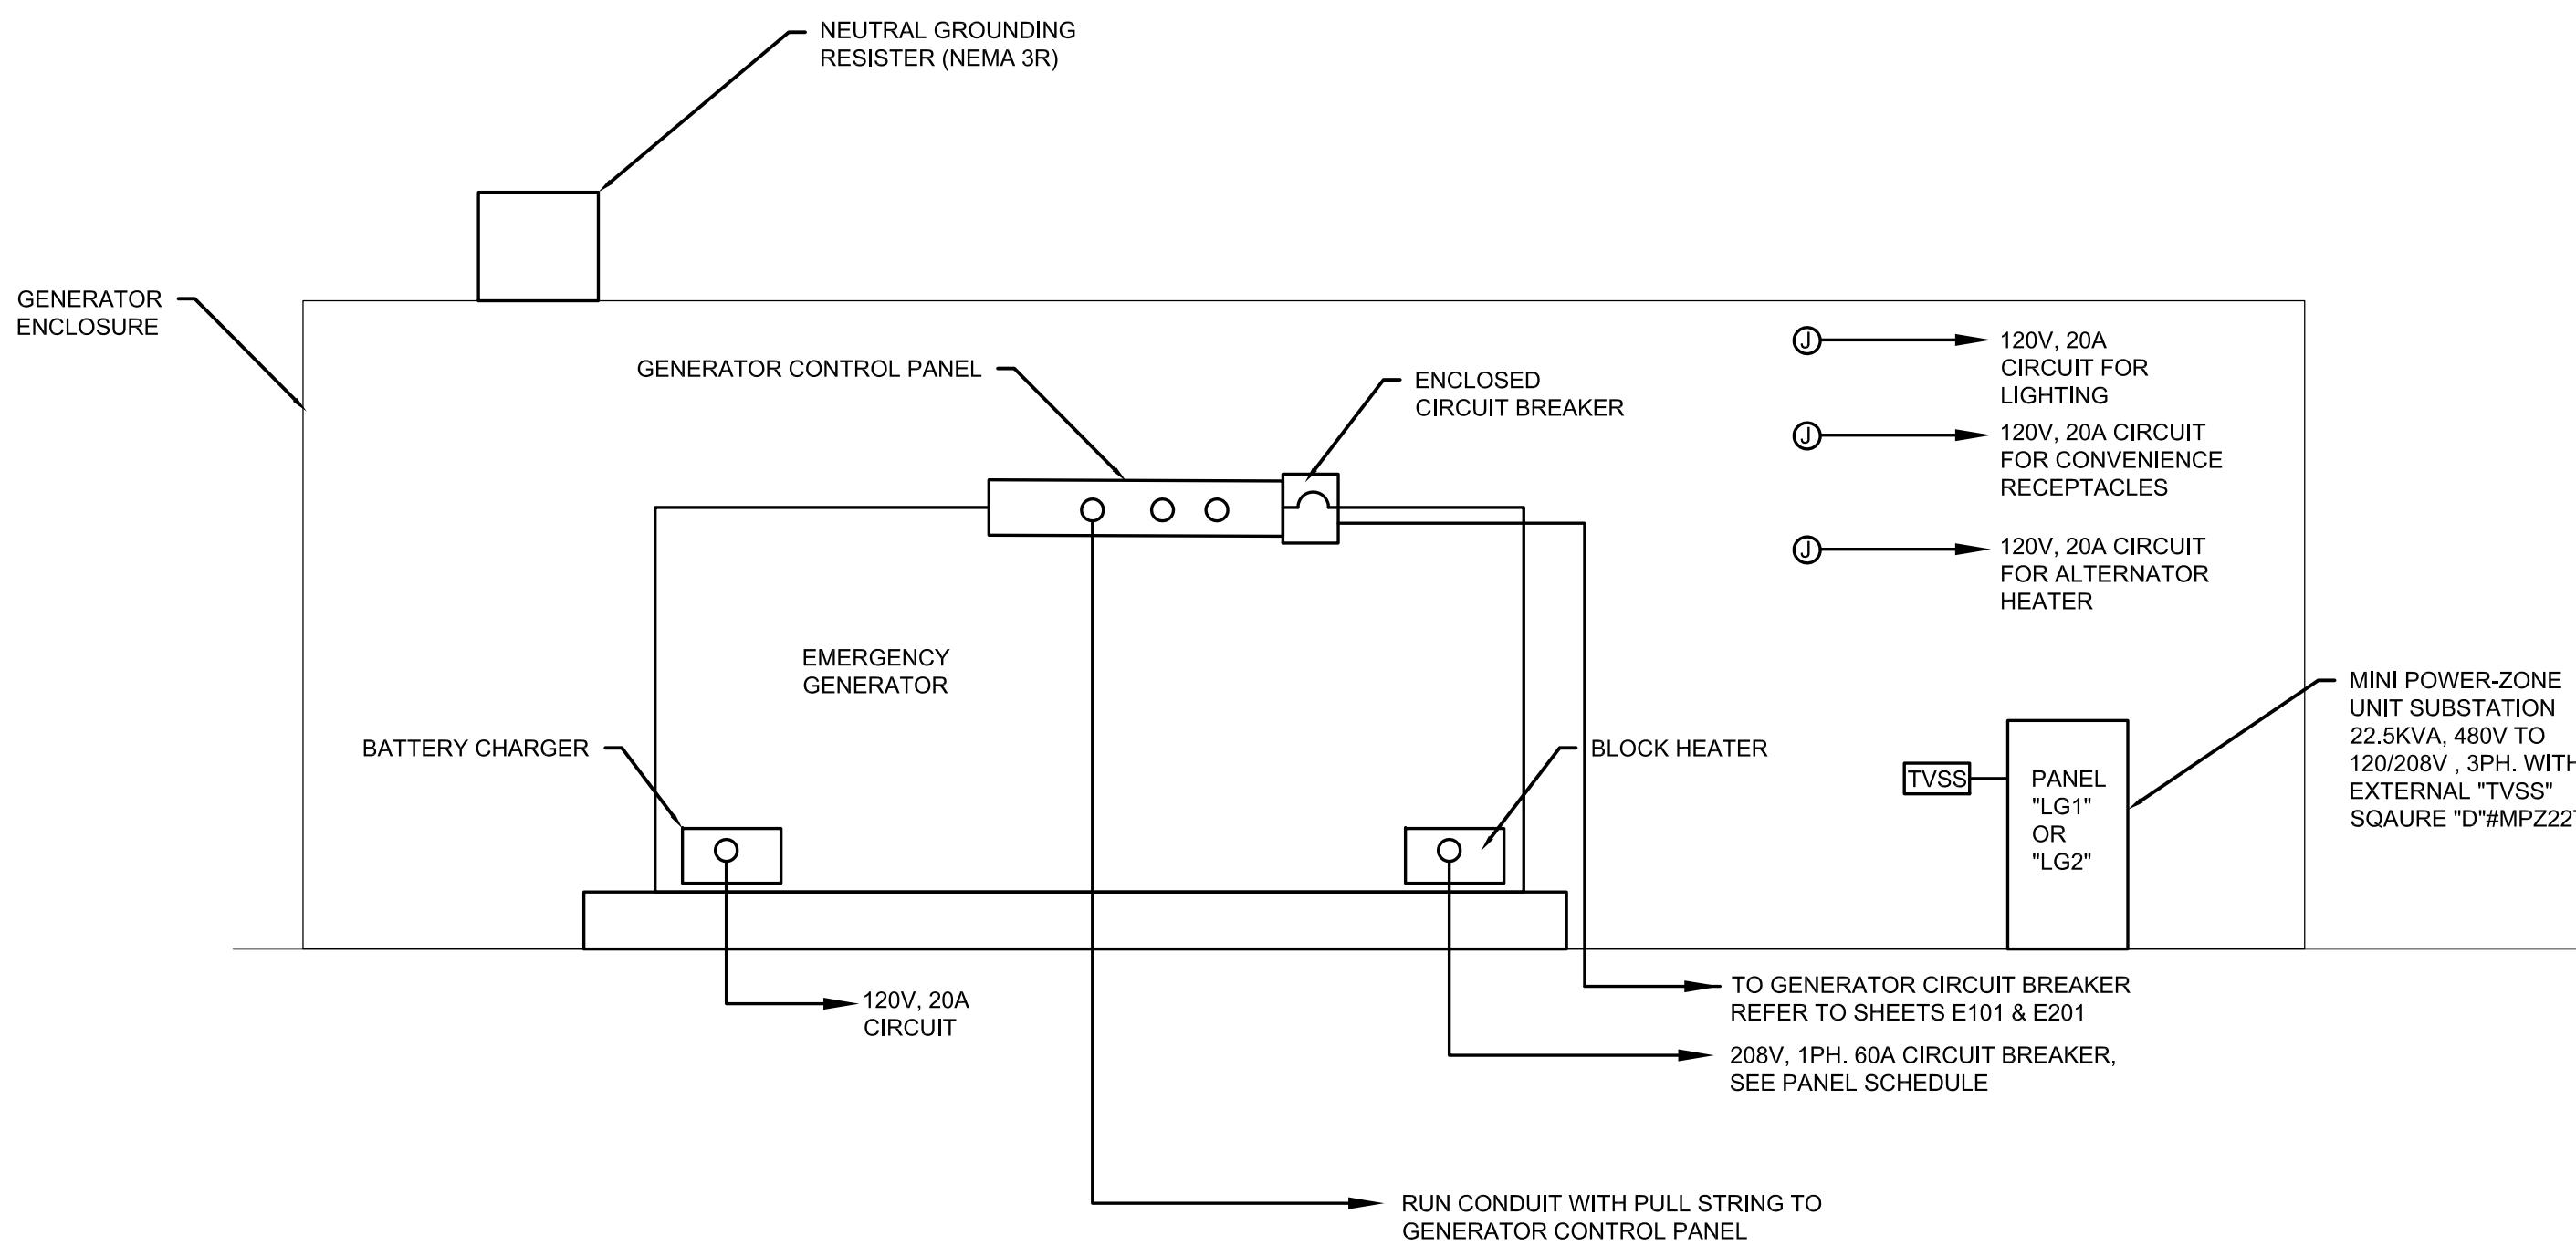 NEUTRAL GROUNDING
RESISTER (NEMA 3R)
GENERATOR
ENCLOSURE
GENERATOR CONTROL PANEL
ENCLOSED
CIRCUIT BREAKER
J
120V, 20A
CIRCUIT FOR
LIGHTING
J
120V, 20A CIRCUIT
FOR CONVENIENCE
RECEPTACLES
J
120V, 20A CIRCUIT
FOR ALTERNATOR
HEATER
EMERGENCY
GENERATOR
BATTERY CHARGER
BLOCK HEATER
TVSS
PANEL
"LG1"
OR
"LG2"
MINI POWER-ZONE
UNIT SUBSTATION
22.5KVA, 480V TO
120/208V , 3PH. WITH
EXTERNAL "TVSS"
SQAURE "D"#MPZ22T
120V, 20A
CIRCUIT
TO GENERATOR CIRCUIT BREAKER
REFER TO SHEETS E101 & E201
208V, 1PH. 60A CIRCUIT BREAKER,
SEE PANEL SCHEDULE
RUN CONDUIT WITH PULL STRING TO
GENERATOR CONTROL PANEL